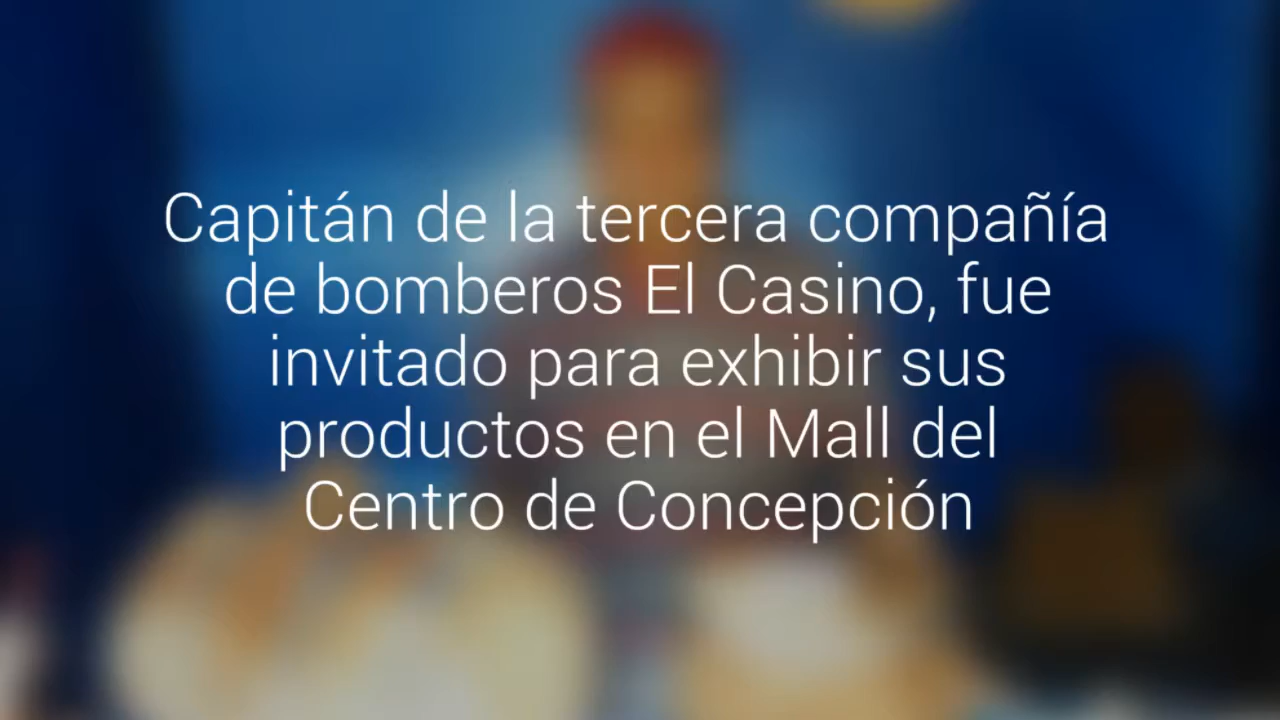 Capitán de la tercera compañía
de bomberos El Casino, fue
invitado para exhibir sus
productos en el Mall del
Centro de Concepción